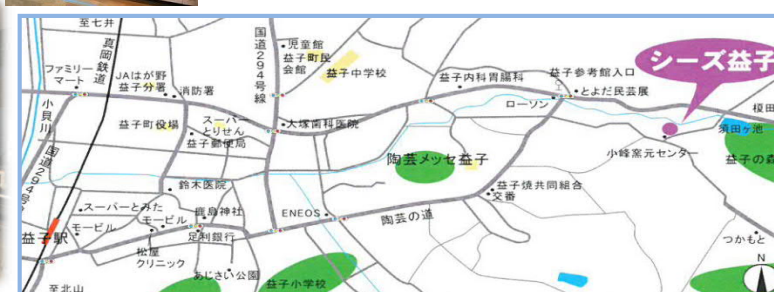 至七井
真岡鉄道
国道294号線
児童館
益子町民
会館
益子中学校
シーズ益子
ファミリー
マート
JAはが野
益子分署
消防署
益子内科胃腸科
益子参考館入口
とよだ民芸展
ローソン
榎田
小貝川
益子町役場
スーパー
とりせん
益子郵便局
大塚歯科医院
須田ヶ池
小峰窯元センター
益子の森
国道294号
陶芸メッセ益子
鈴木医院
益子焼共同組合
交番
スーパーとみた
鹿島神社
ENEOS
陶芸の道
益子駅
モービル
モービル
足利銀行
つかもと
松屋
クリニック
あじさい公園
益子小学校
至北山
N